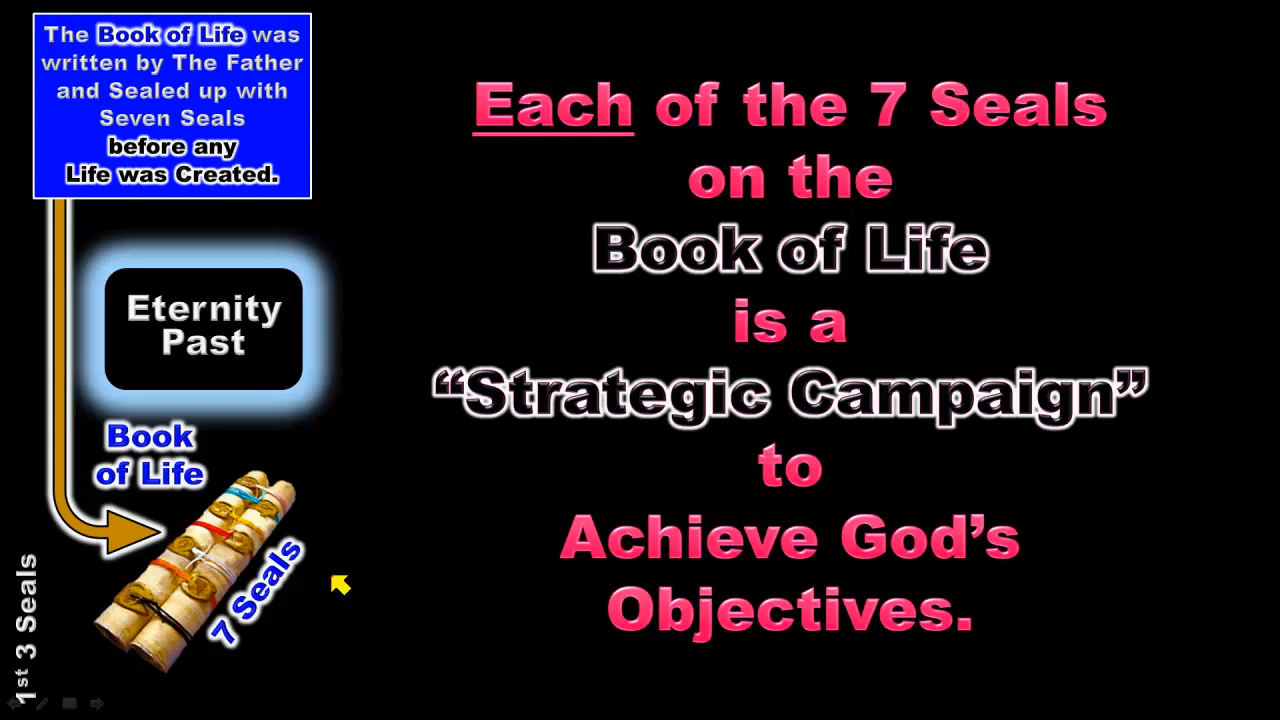 The Book of Life was
written by The Father
and Sealed up with
Seven Seals
before any
Life was Created.
Eternity
Past
Book
of Life
7 Seals
1st 3 Seals
Each of the 7 Seals
on the
Book of Life
is a
“Strategic Campaign”
to
Achieve God’s
Objectives.